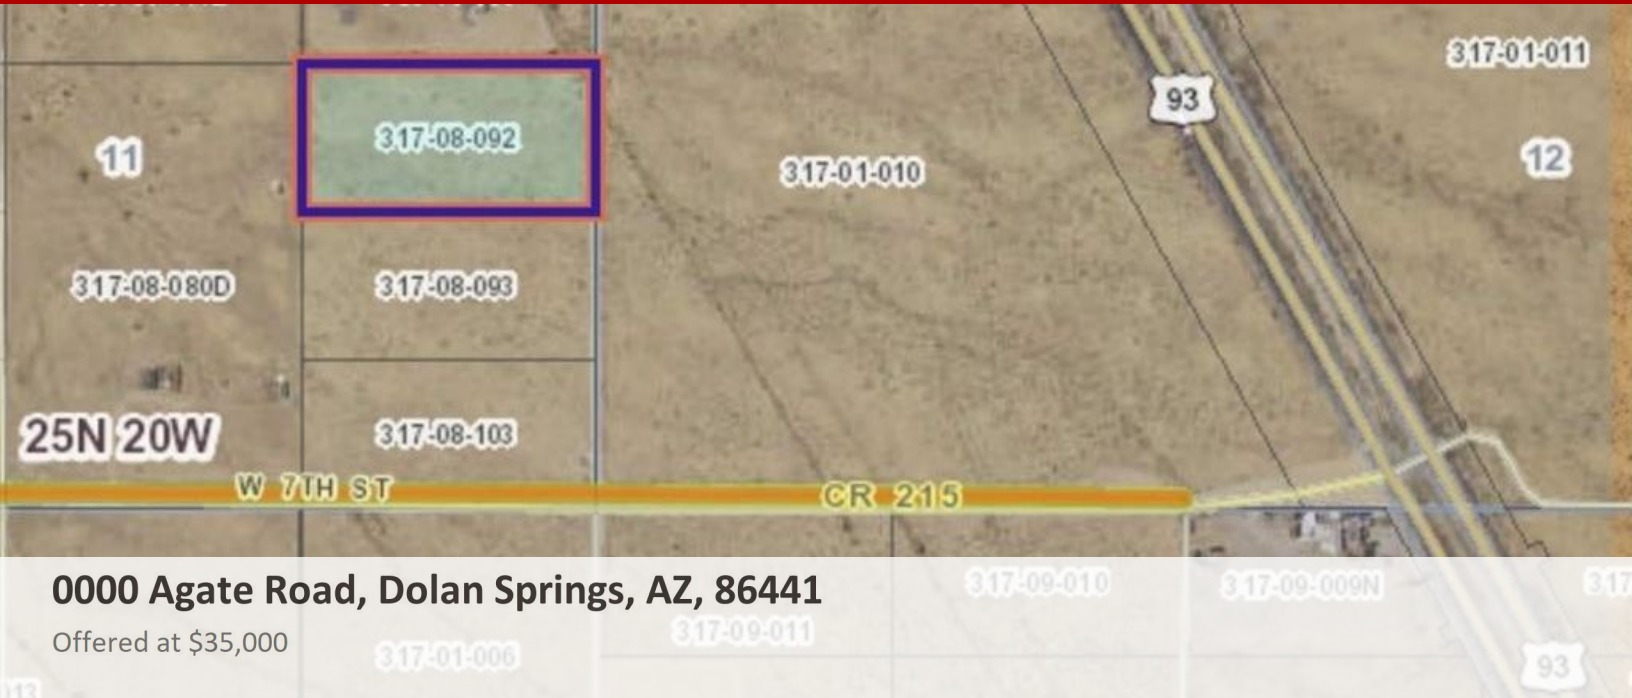 317-01-011
93
317-08-092
11
317-01-010
12
317-08-080D
317-08-093
25N 20W
317-08-103
W 7TH ST
CR 215
0000 Agate Road, Dolan Springs, AZ, 86441
317-09-010
317-09-009N
317
Offered at $35,000
317-09-011
317-01-006
93